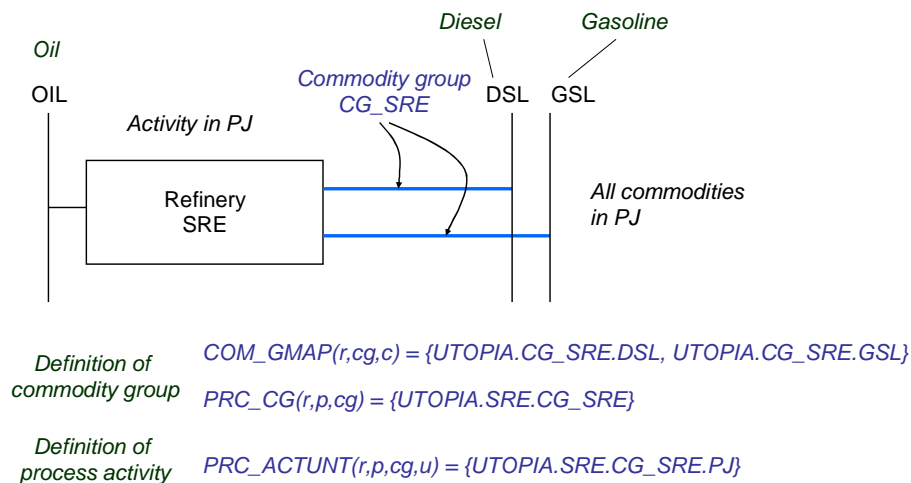 Diesel
Gasoline
Oil
OIL
Commodity group
CG_SRE
DSL
GSL
Activity in PJ
Refinery
SRE
All commodities
in PJ
Definition of
commodity group
COM_GMAP(r,cg,c) = {UTOPIA.CG_SRE.DSL, UTOPIA.CG_SRE.GSL}
PRC_CG(r,p,cg) = {UTOPIA.SRE.CG_SRE}
Definition of
process activity
PRC_ACTUNT(r,p,cg,u) = {UTOPIA.SRE.CG_SRE.PJ}